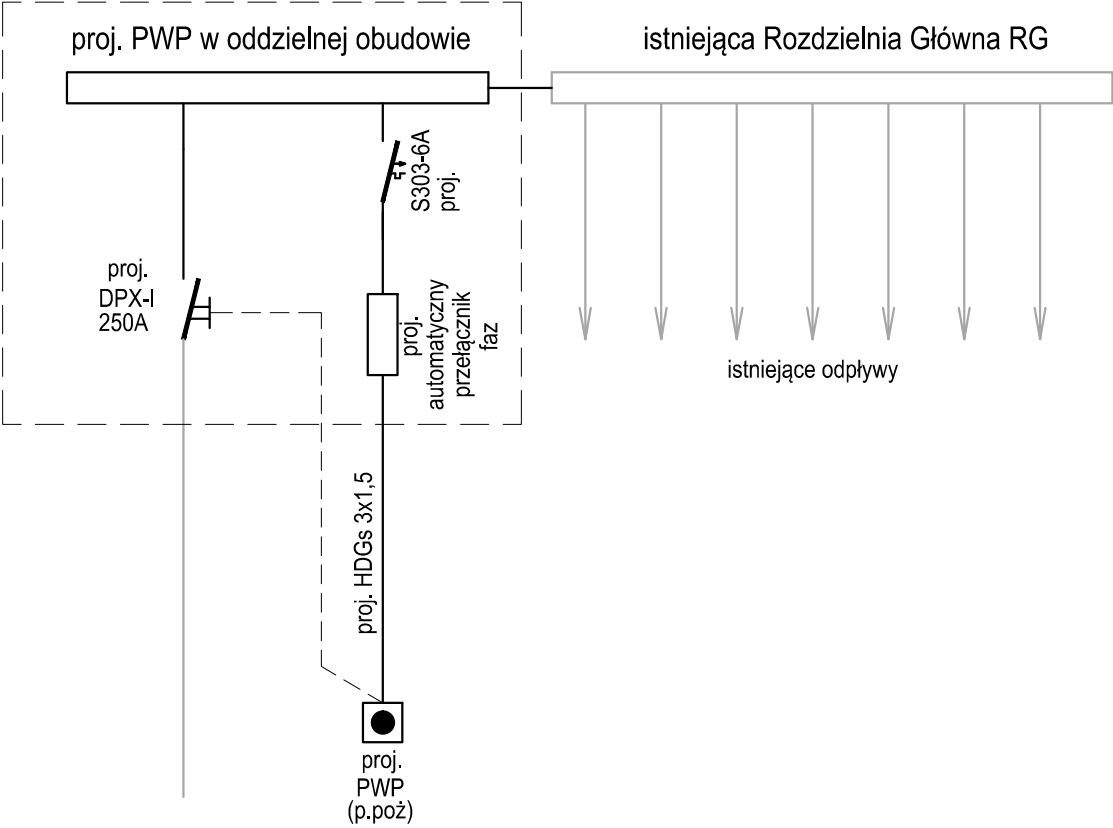 proj. PWP w oddzielnej obudowie
istniejąca Rozdzielnia Główna RG
S303-6A
proj.
proj.
DPX-I
250A
proj.
automatyczny
przełącznik
faz
istniejące odpływy
proj. HDGs 3x1,5
proj.
PWP
(p.poż)